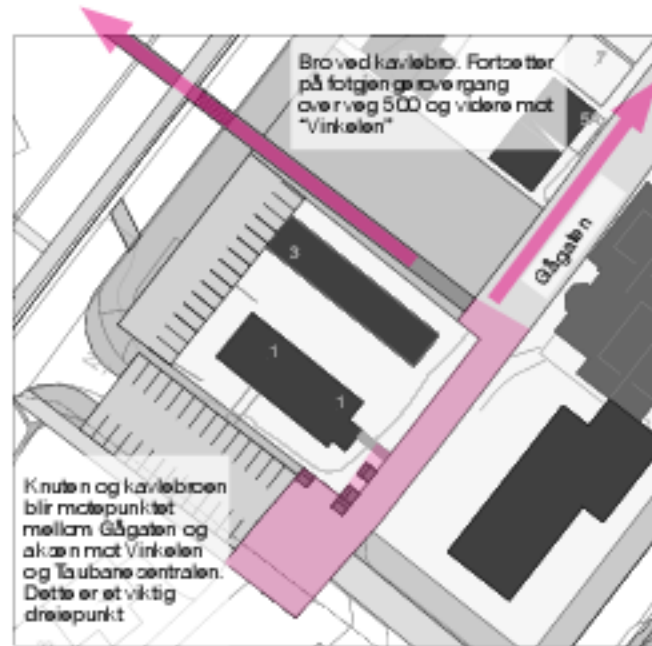 Bro ved kavlebro. Fortsetter
på fotgjengerovergang
over veg 500 og videre mot
"Vinkelen"
7
Gågaten
3
1
1
Knuten og kavlebroen
blir møtepunktet
mellom Gågaten og
aksen mot Vinkelen
og Taubanesentralen.
Dette er et viktig
dreiepunkt